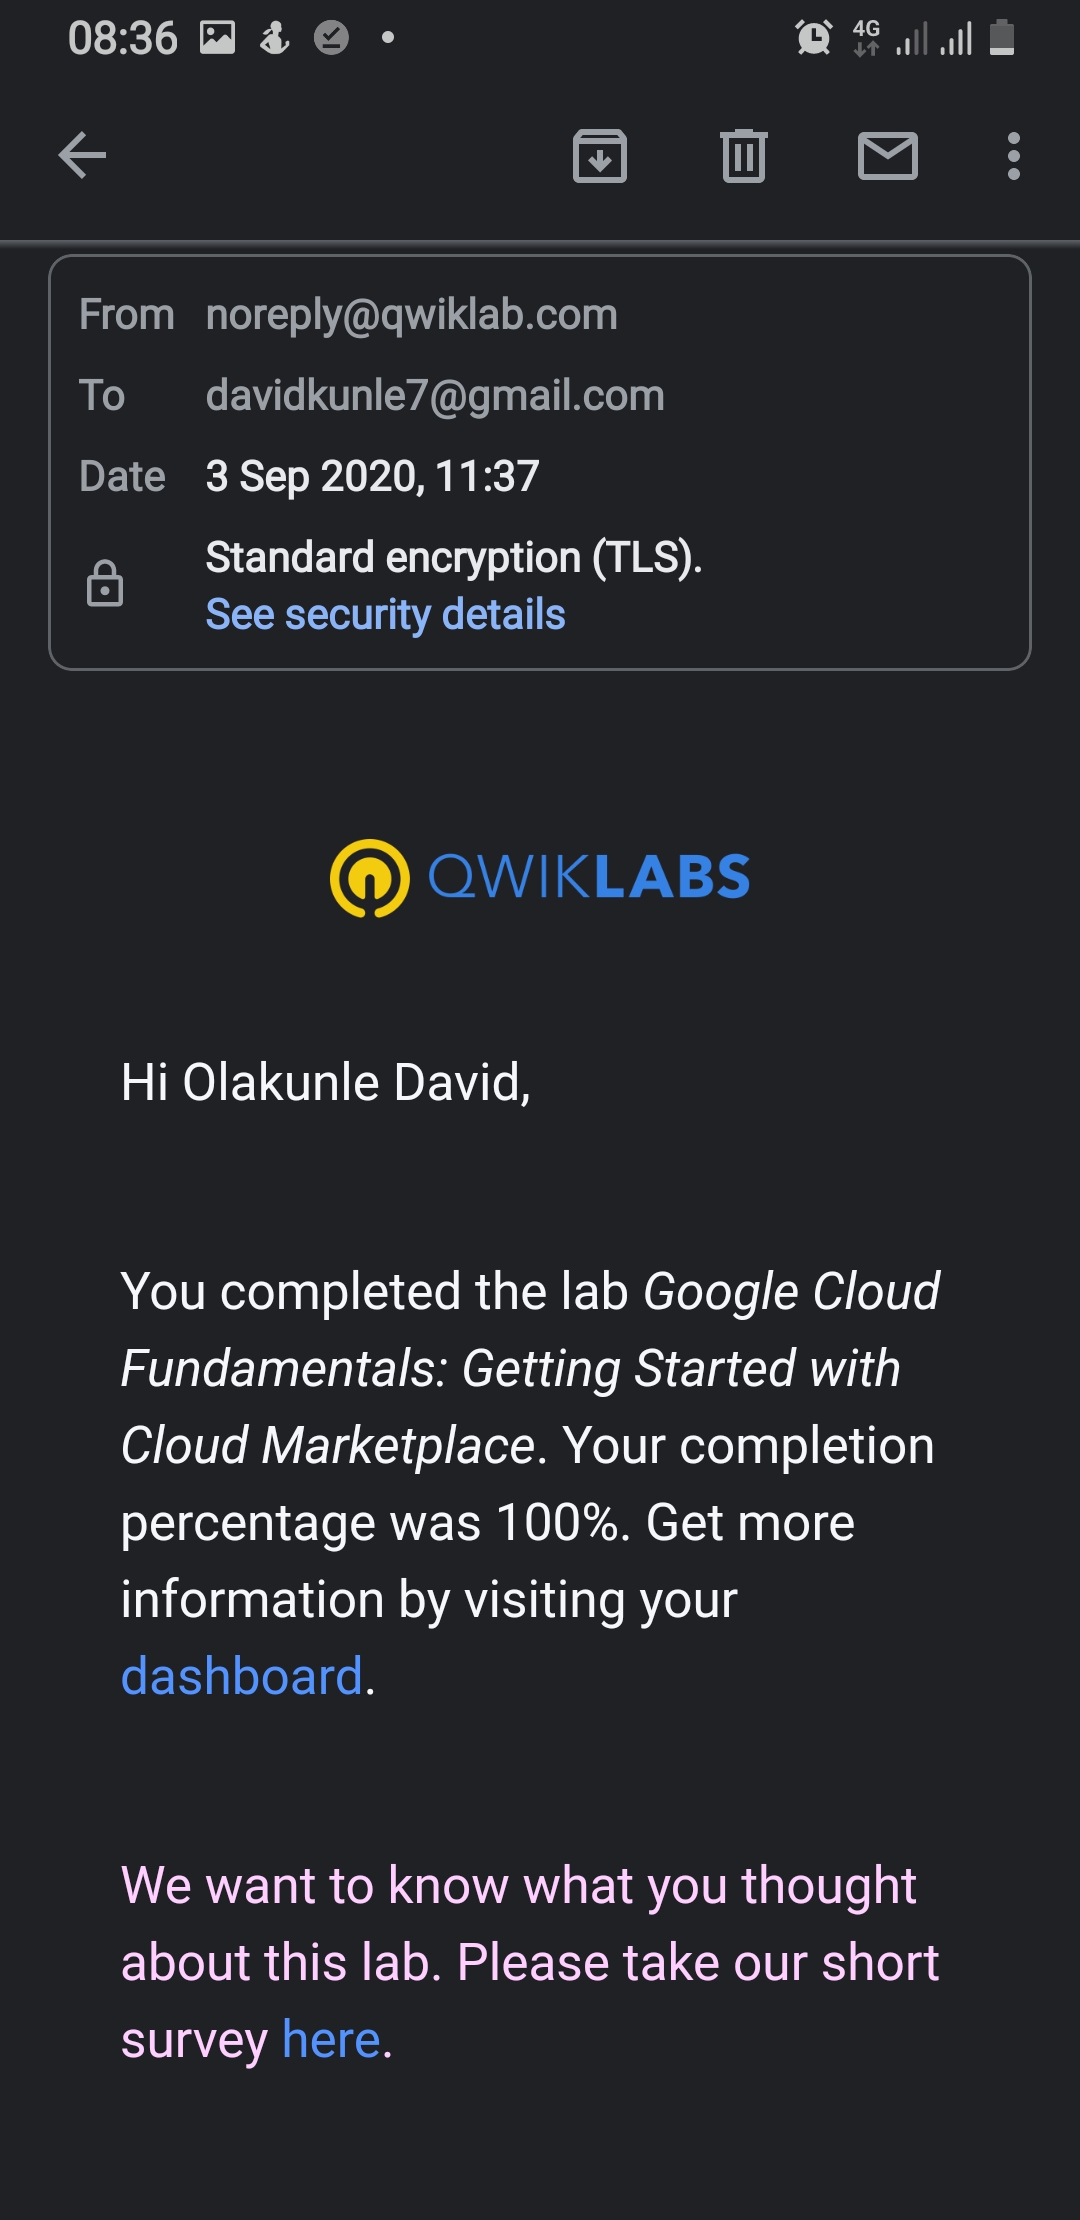 08:36
4G
From noreply@qwiklab.com
To davidkunle7@gmail.com
Date 3 Sep 2020, 11:37
Standard encryption (TLS).
See security details
QWIKLABS
Hi Olakunle David,
You completed the lab Google Cloud
Fundamentals: Getting Started with
Cloud Marketplace. Your completion
percentage was 100%. Get more
information by visiting your
dashboard.
We want to know what you thought
about this lab. Please take our short
survey here.